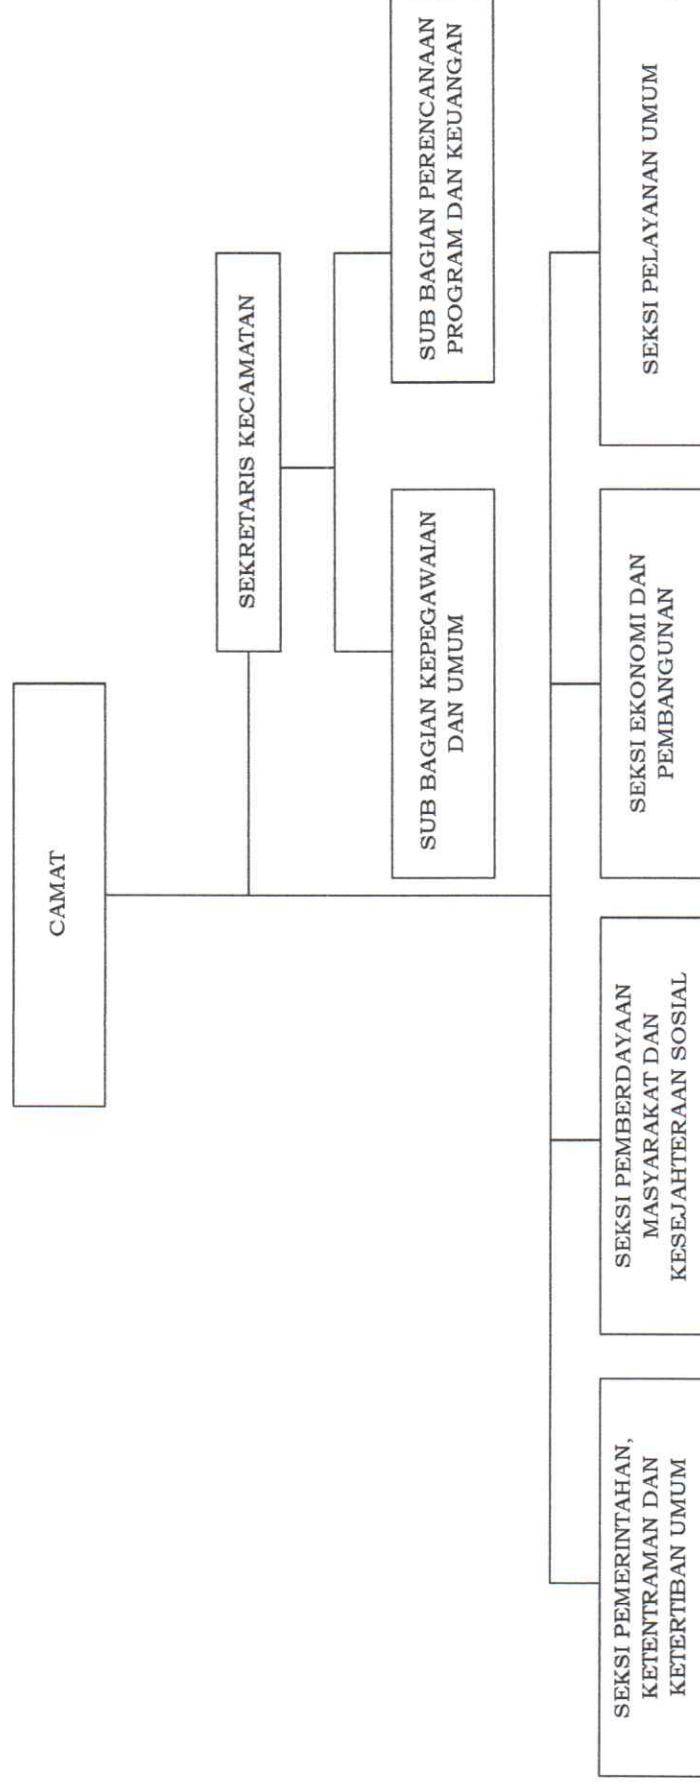 CAMAT
SEKRETARIS KECAMATAN
SUB BAGIAN KEPEGAWAIAN
DAN UMUM
SUB BAGIAN PERENCANAAN
PROGRAM DAN KEUANGAN
SEKSI PEMERINTAHAN,
KETENTRAMAN DAN
KETERTIBAN UMUM
SEKSI PEMBERDAYAAN
MASYARAKAT DAN
KESEJAHTERAAN SOSIAL
SEKSI EKONOMI DAN
PEMBANGUNAN
SEKSI PELAYANAN UMUM